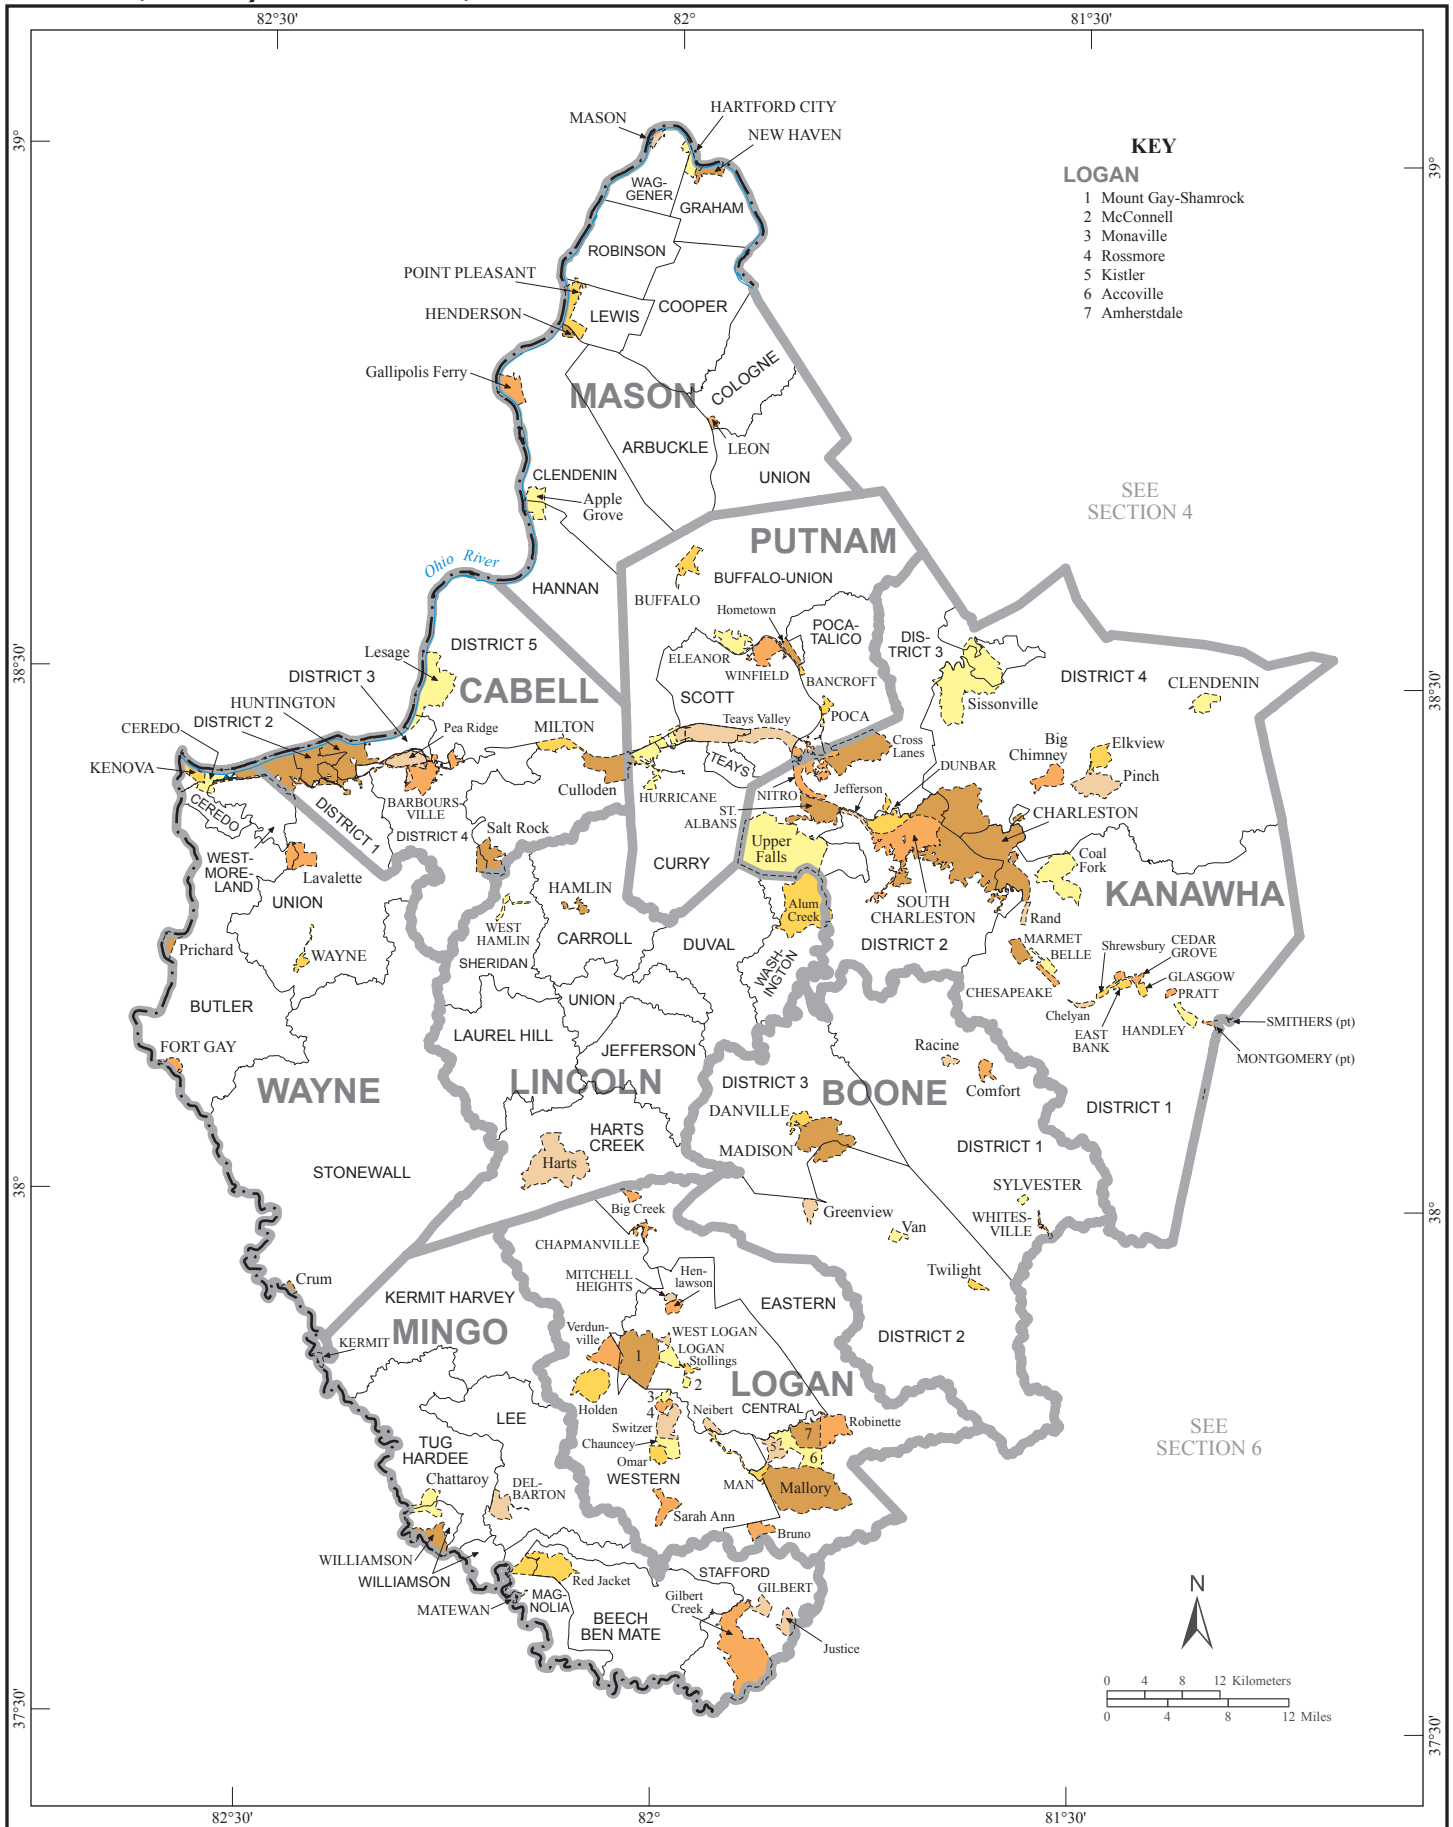 82°30'
82°
81°30'
39°
39°
38°30'
38°30'
38°
38°
37°30'
37°30'
82°30'
82°
81°30'
KEY
LOGAN
1 Mount Gay-Shamrock
2 McConnell
3 Monaville
4 Rossmore
5 Kistler
6 Accoville
7 Amherstdale
MASON
HARTFORD CITY
NEW HAVEN
WAG-
GENER
GRAHAM
ROBINSON
POINT PLEASANT
HENDERSON
LEWIS
COOPER
Gallipolis Ferry
MASON
COLOGNE
ARBUCKLE
LEON
CLENDENIN
UNION
Apple
Grove
SEE
SECTION 4
Ohio River
HANNAN
PUTNAM
BUFFALO-UNION
BUFFALO
Hometown
POCA-
TALICO
ELEANOR
WINFIELD
BANCROFT
SCOTT
POCA
Teays Valley
TEAYS
HURRICANE
CURRY
DISTRICT 5
Lesage
DISTRICT 3
CABELL
HUNTINGTON
DISTRICT 2
CEREDO
KENOVA
Pea Ridge
MILTON
Culloden
BARBOURS-
VILLE
DISTRICT 4
DISTRICT 1
Salt Rock
CEREDO
WEST-
MORE-
LAND
Lavalette
UNION
WAYNE
Prichard
BUTLER
FORT GAY
WAYNE
STONEWALL
Crum
DIS-
TRICT 3
DISTRICT 4
Sissonville
CLENDENIN
Cross
Lanes
Big
Chimney
Elkview
Pinch
DUNBAR
NITRO
Jefferson
ST.
ALBANS
CHARLESTON
Upper
Falls
Coal
Fork
KANAWHA
SOUTH
CHARLESTON
Rand
DISTRICT 2
MARMET
BELLE
Shrewsbury
CEDAR
GROVE
GLASGOW
PRATT
CHESAPEAKE
Chelyan
EAST
BANK
HANDLEY
SMITHERS (pt)
MONTGOMERY (pt)
DISTRICT 1
HAMLIN
WEST
HAMLIN
CARROLL
DUVAL
Alum
Creek
SHERIDAN
WASH-
INGTON
UNION
LAUREL HILL
JEFFERSON
LINCOLN
HARTS
CREEK
Harts
Racine
Comfort
DISTRICT 3
BOONE
DANVILLE
MADISON
DISTRICT 1
SYLVESTER
WHITES-
VILLE
Greenview
Van
Twilight
DISTRICT 2
Big Creek
CHAPMANVILLE
MITCHELL
HEIGHTS
Hen-
lawson
EASTERN
Verdun-
ville
WEST LOGAN
LOGAN
Stollings
1
2
3
4
Holden
LOGAN
CENTRAL
Switzer
Neibert
Robinette
7
5
6
Chauncey
Omar
WESTERN
MAN
Mallory
Sarah Ann
Bruno
KERMIT HARVEY
MINGO
KERMIT
LEE
TUG
HARDEE
Chattaroy
DEL-
BARTON
WILLIAMSON
WILLIAMSON
MATEWAN
Red Jacket
MAG-
NOLIA
BEECH
BEN MATE
STAFFORD
GILBERT
Gilbert
Creek
Justice
SEE
SECTION 6
N
0 4 8 12 Kilometers
0 4 8 12 Miles